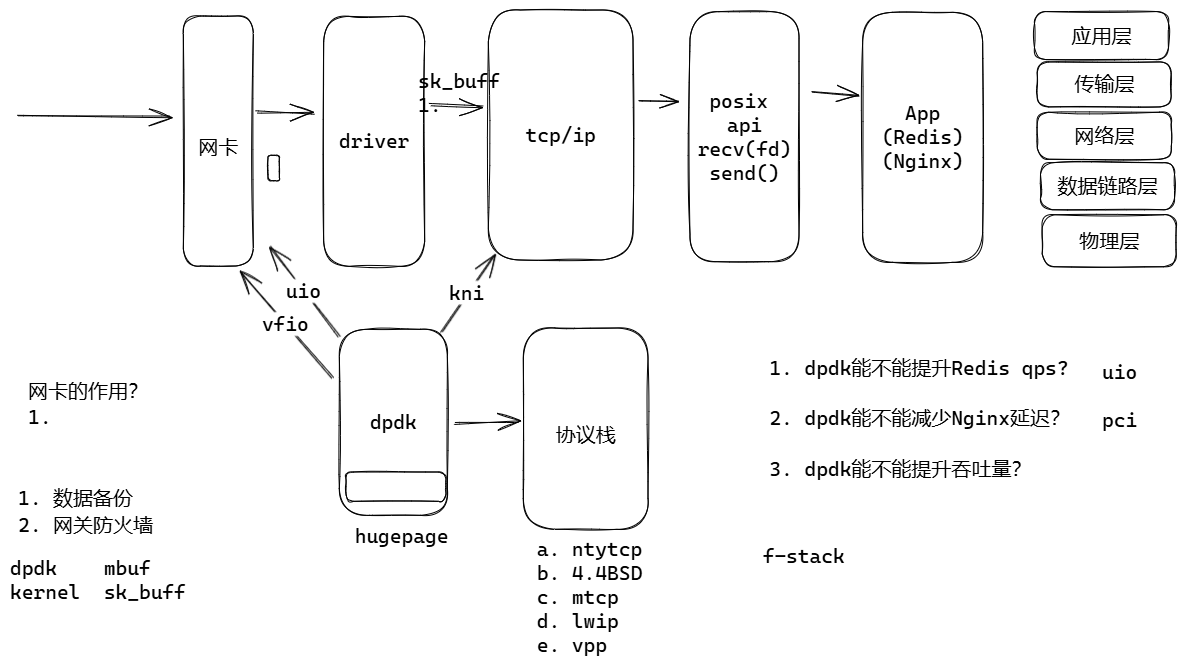 网卡
driver
sk_buff
1.
tcp/ip
posix
api
recv(fd)
send()
App
(Redis)
(Nginx)
应用层
传输层
网络层
数据链路层
物理层
uio
vfio
kni
网卡的作用?
1.
1. 数据备份
2. 网关防火墙
dpdk mbuf
kernel sk_buff
dpdk
hugepage
协议栈
a. ntytcp
b. 4.4BSD
c. mtcp
d. lwip
e. vpp
1. dpdk能不能提升Redis qps?
uio
2. dpdk能不能减少Nginx延迟?
pci
3. dpdk能不能提升吞吐量?
f-stack